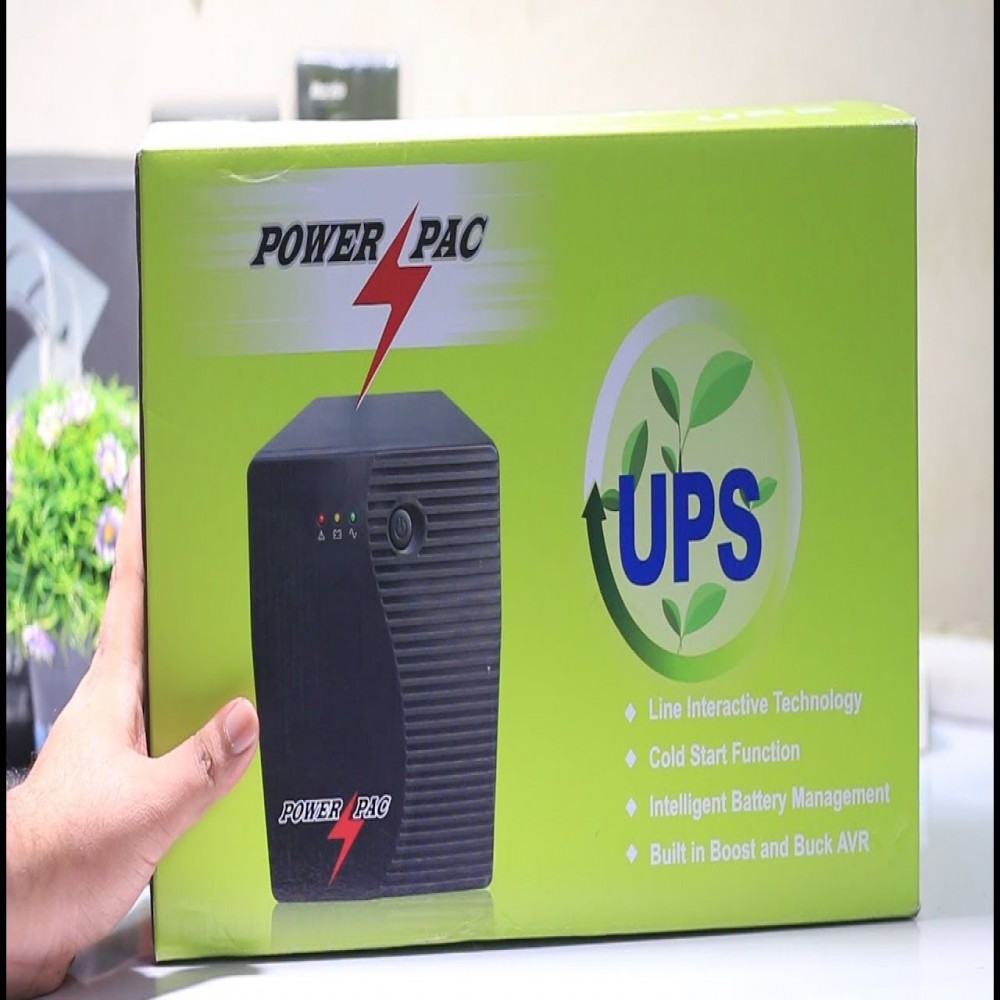 POWER PAC
UPS
Line Interactive Technology
Cold Start Function
Intelligent Battery Management
Built in Boost and Buck AVR
POWER PAC